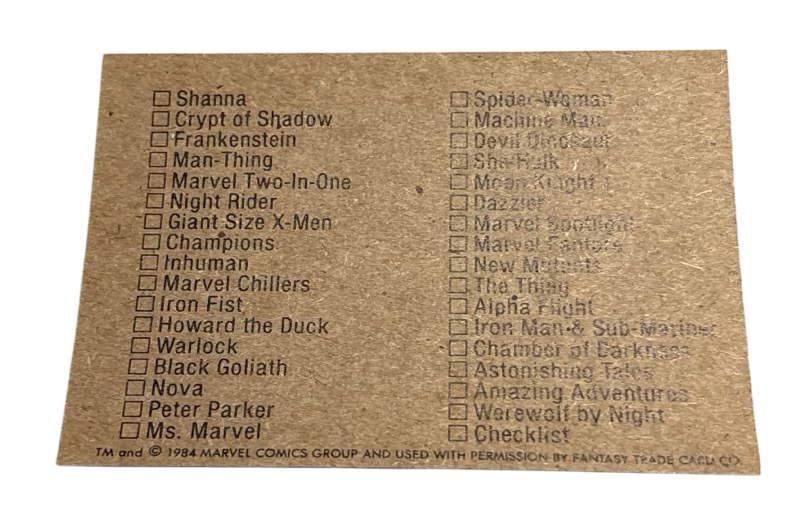 Shanna
Crypt of Shadow
Frankenstein
Man-Thing
Marvel Two-In-One
Night Rider
Giant Size X-Men
Champions
Inhuman
Marvel Chillers
Iron Fist
Howard the Duck
Warlock
Black Goliath
Nova
Peter Parker
Ms. Marvel
Spider-Woman
Machine Man
Devil Dinosaur
She-Hulk
Moon Knight
Dazzler
Marvel Spotlight
Marvel Fanfare
New Mutants
The Thing
Alpha Flight
Iron Man & Sub-Mariner
Chamber of Darkness
Astonishing Tales
Amazing Adventures
Werewolf by Night
Checklist
TM and © 1984 MARVEL COMICS GROUP AND USED WITH PERMISSION BY FANTASY TRADE CARD CO.